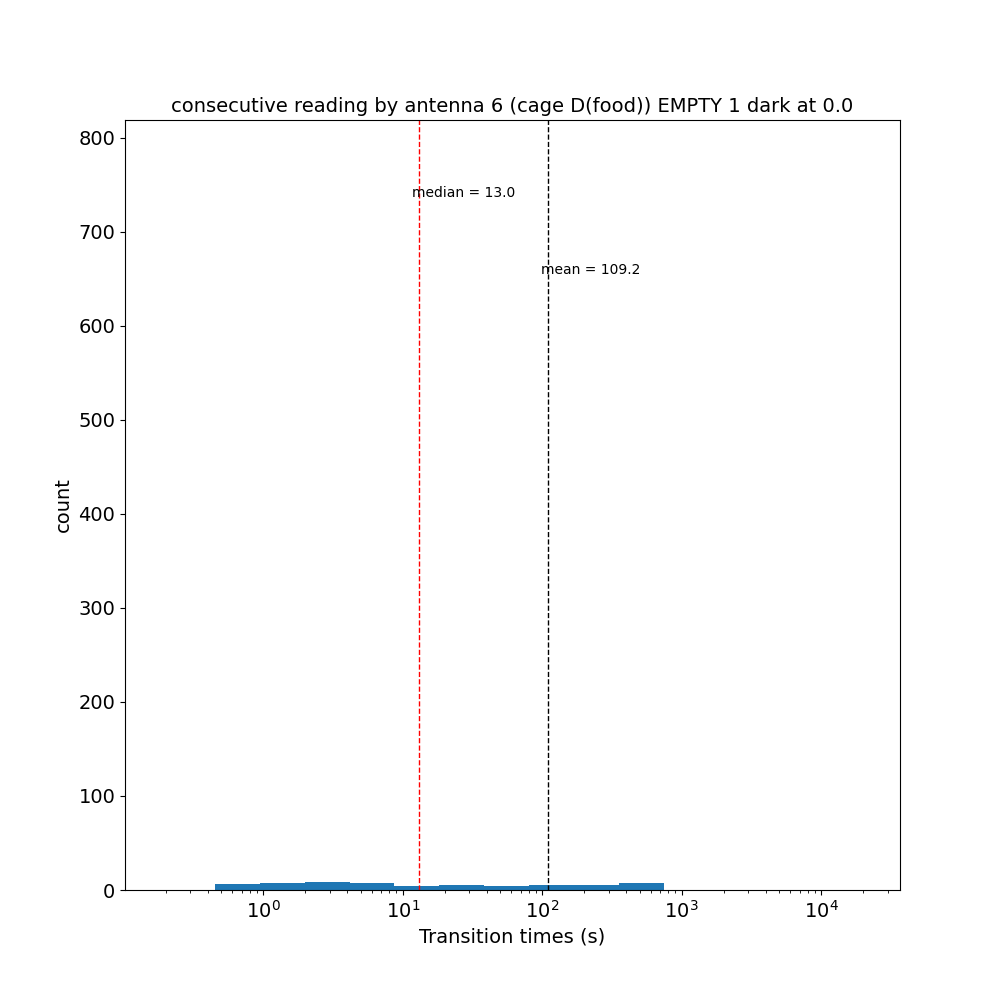 consecutive reading by antenna 6 (cage D(food)) EMPTY 1 dark at 0.0
800
median = 13.0
700
mean = 109.2
600
500
count
400
300
200
100
0
10^0 10^1 10^2 10^3 10^4
Transition times (s)